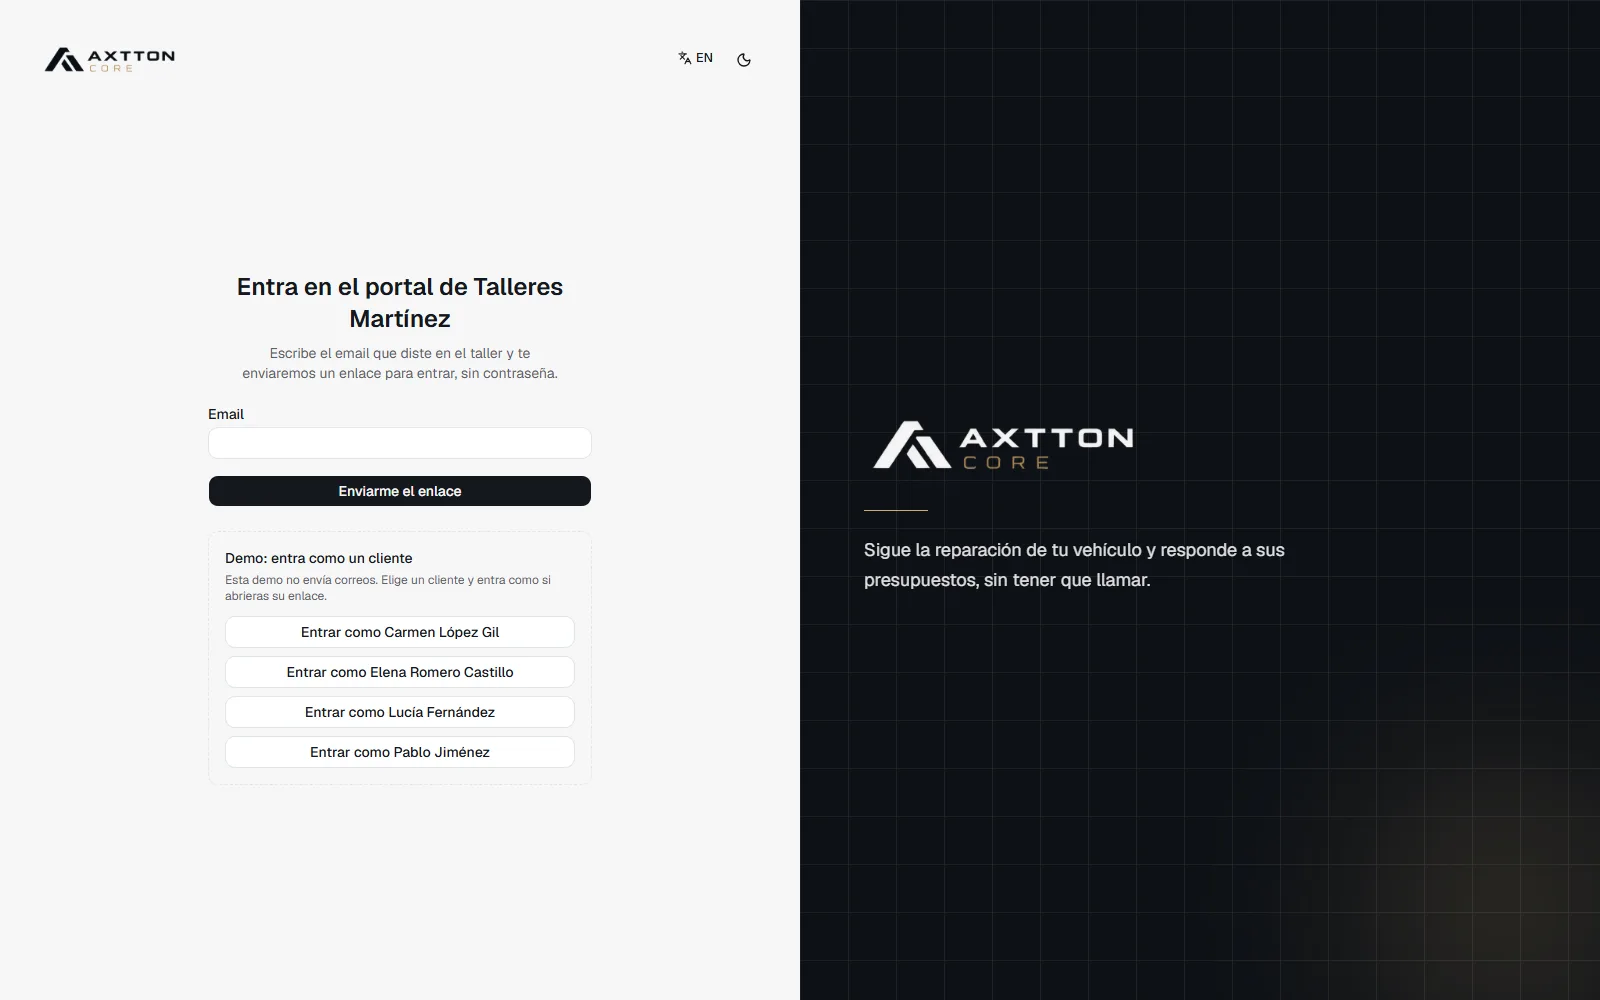 AXTTON
CORE
EN
Entra en el portal de Talleres
Martínez
Escribe el email que diste en el taller y te
enviaremos un enlace para entrar, sin contraseña.
Email
Enviarme el enlace
Demo: entra como un cliente
Esta demo no envía correos. Elige un cliente y entra como si
abrieras su enlace.
Entrar como Carmen López Gil
Entrar como Elena Romero Castillo
Entrar como Lucía Fernández
Entrar como Pablo Jiménez
AXTTON
CORE
Sigue la reparación de tu vehículo y responde a sus
presupuestos, sin tener que llamar.